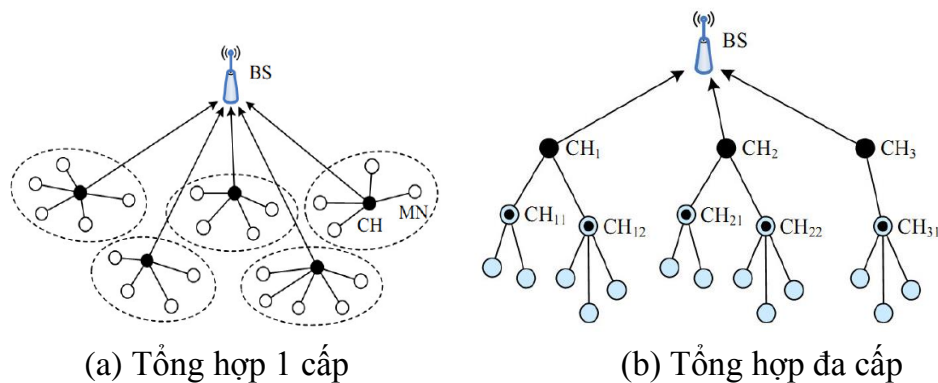 BS
CH
MN
(a) Tổng hợp 1 cấp
BS
CH₁
CH₂
CH₃
CH₁₁
CH₁₂
CH₂₁
CH₂₂
CH₃₁
(b) Tổng hợp đa cấp